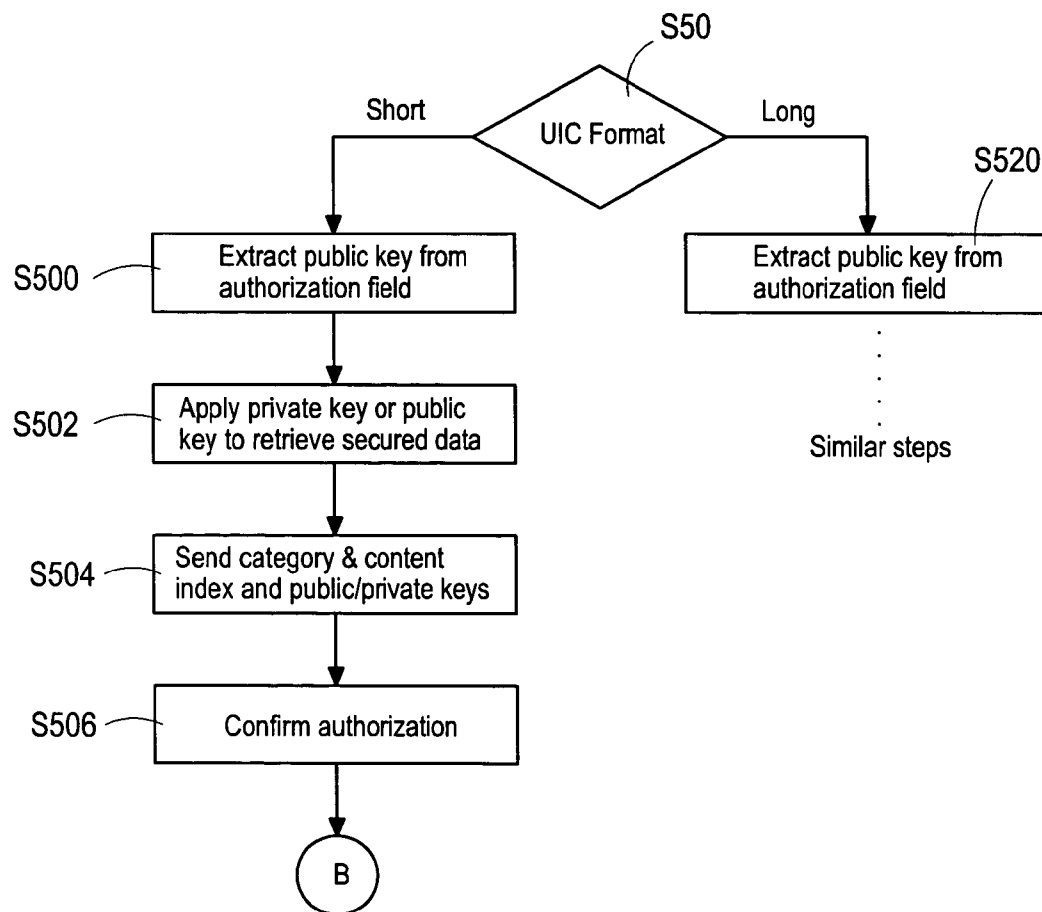 S50
Short
UIC Format
Long
S520
S500
Extract public key from
authorization field
Extract public key from
authorization field
S502
Apply private key or public
key to retrieve secured data
Similar steps
S504
Send category & content
index and public/private keys
S506
Confirm authorization
B